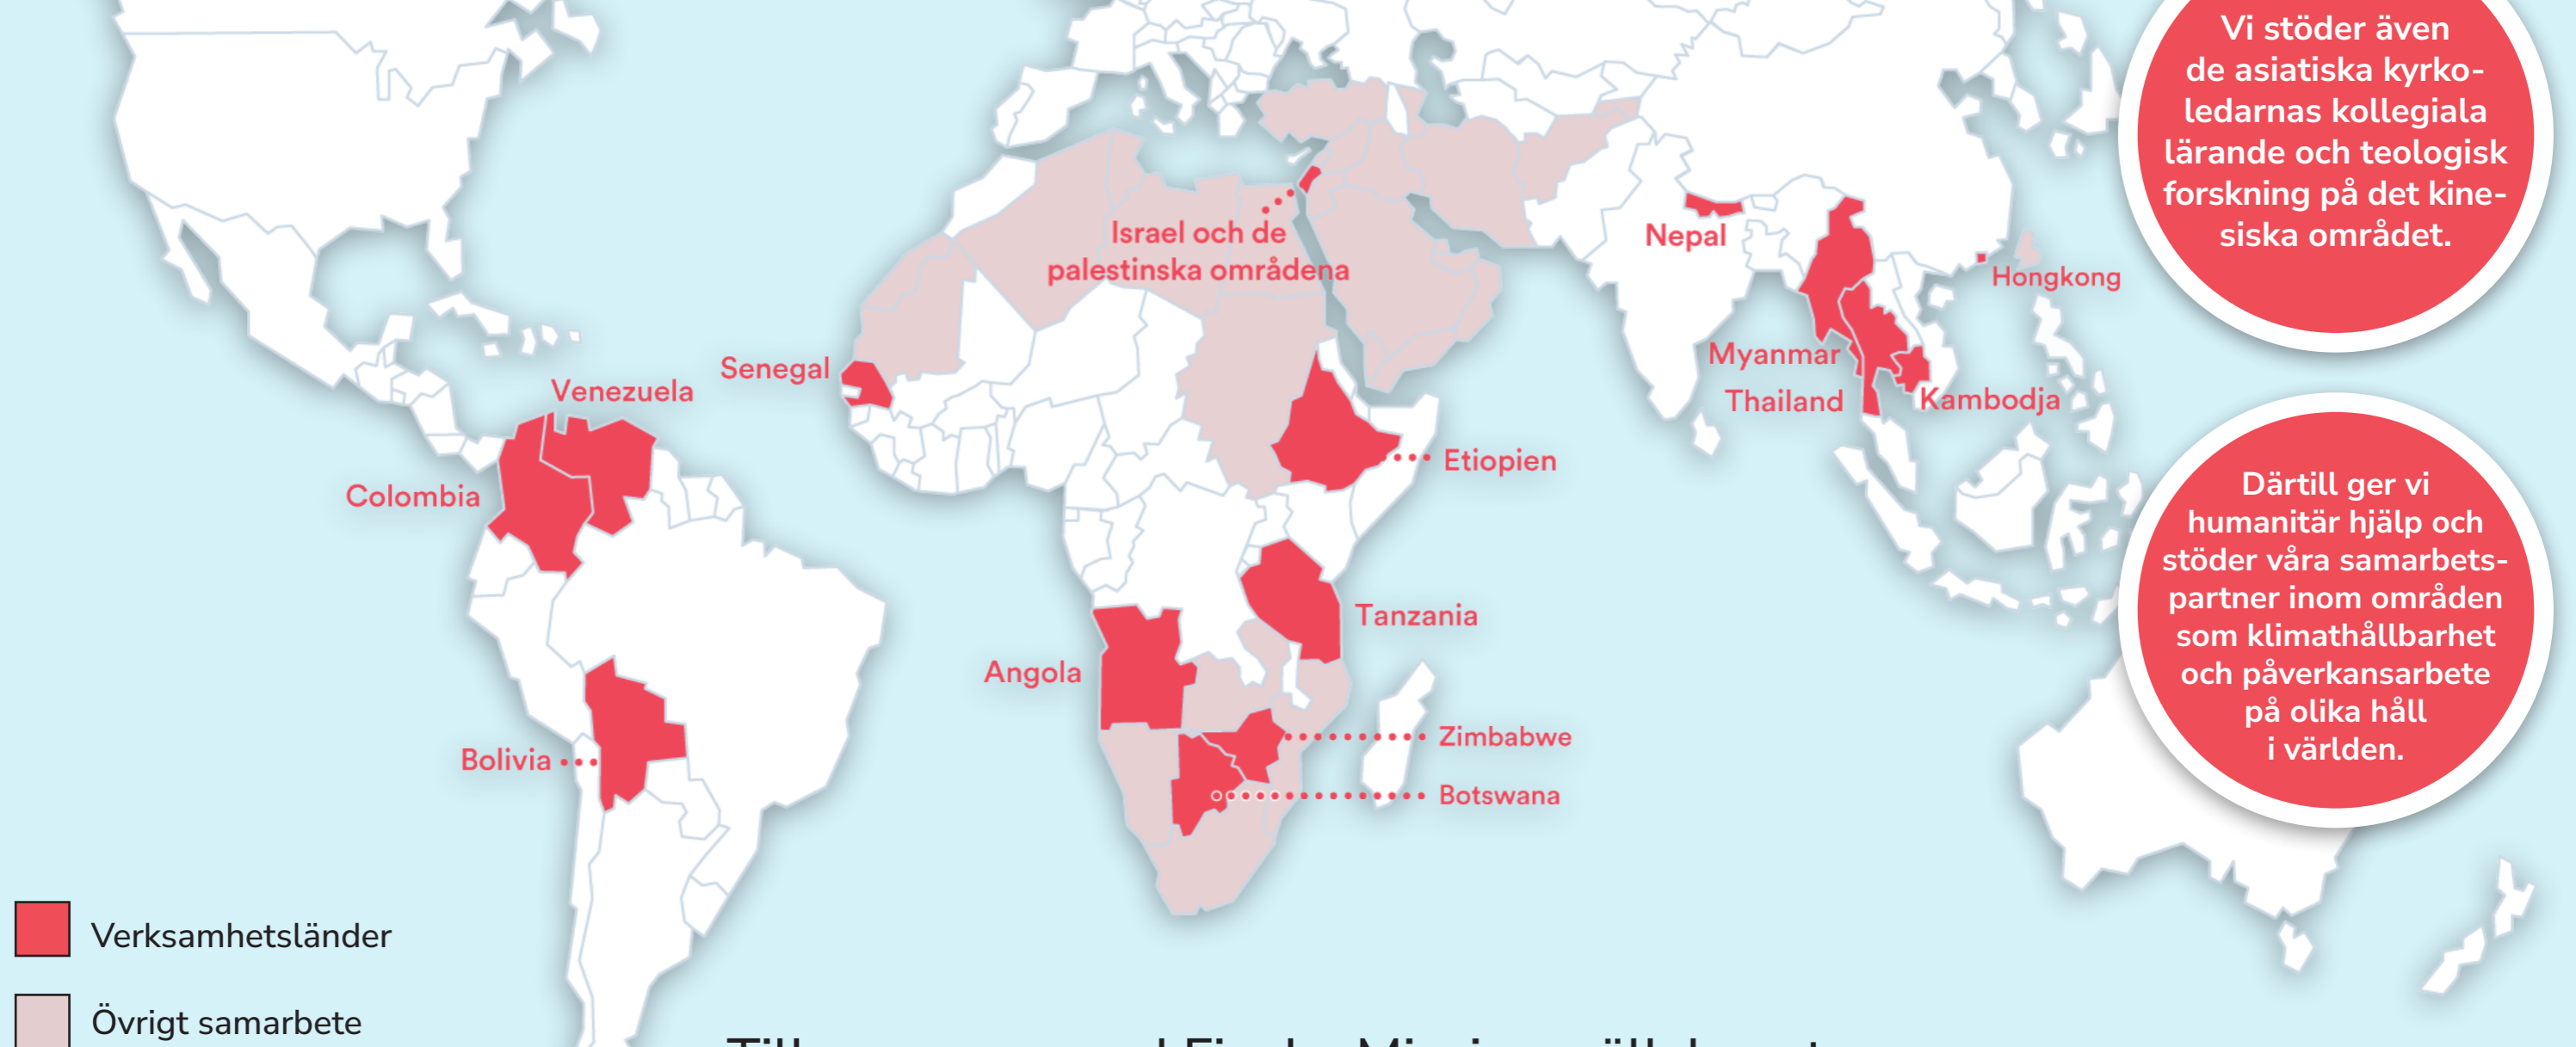 Vi stöder även
de asiatiska kyrko-
ledarnas kollegiala
lärande och teologisk
forskning på det kine-
siska området.
Israel och de
palestinska områdena
Nepal
Hongkong
Senegal
Myanmar
Venezuela
Thailand
Kambodja
Etiopien
Colombia
Därtill ger vi
humanitär hjälp och
stöder våra samarbets-
partner inom områden
som klimathållbarhet
och påverkansarbete
på olika håll
i världen.
Tanzania
Angola
Zimbabwe
Bolivia
Botswana
Verksamhetsländer
Övrigt samarbete